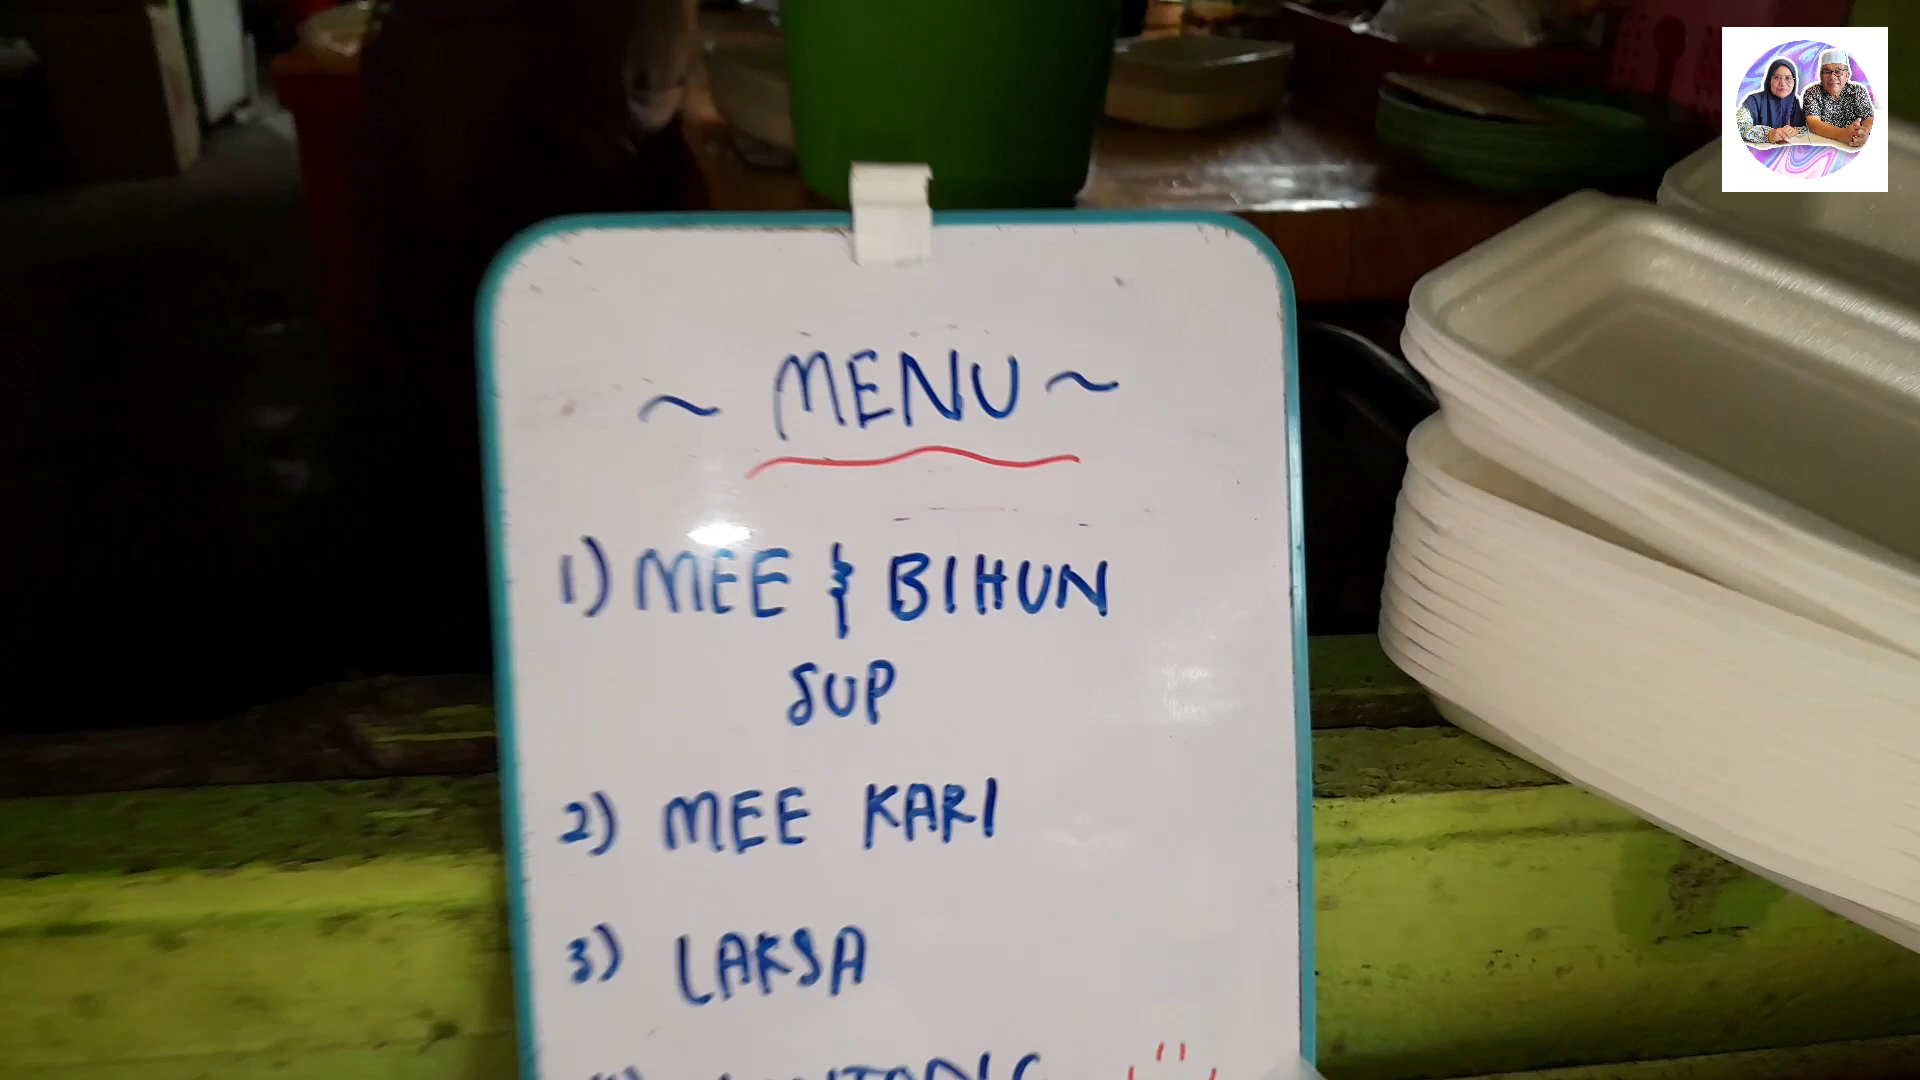 ~ MENU ~
1) MEE & BIHUN
SUP
2) MEE KARI
3) LAKSA